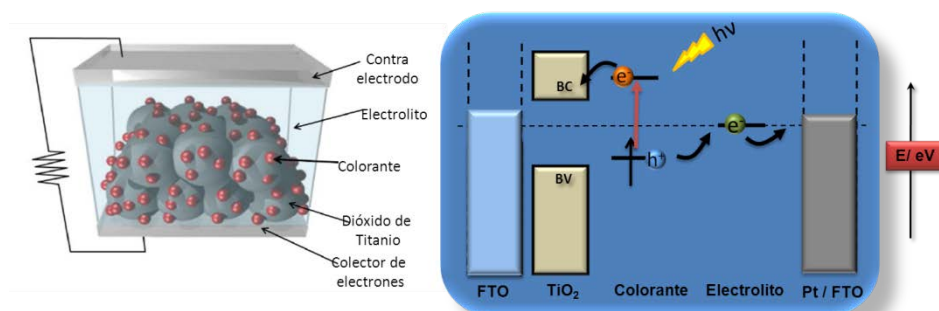 Contra
electrodo
Electrolito
Colorante
Dióxido de
Titanio
Colector de
electrones
hν
e⁻
BC
e⁻
h⁺
BV
E/ eV
FTO
TiO₂
Colorante
Electrolito
Pt / FTO